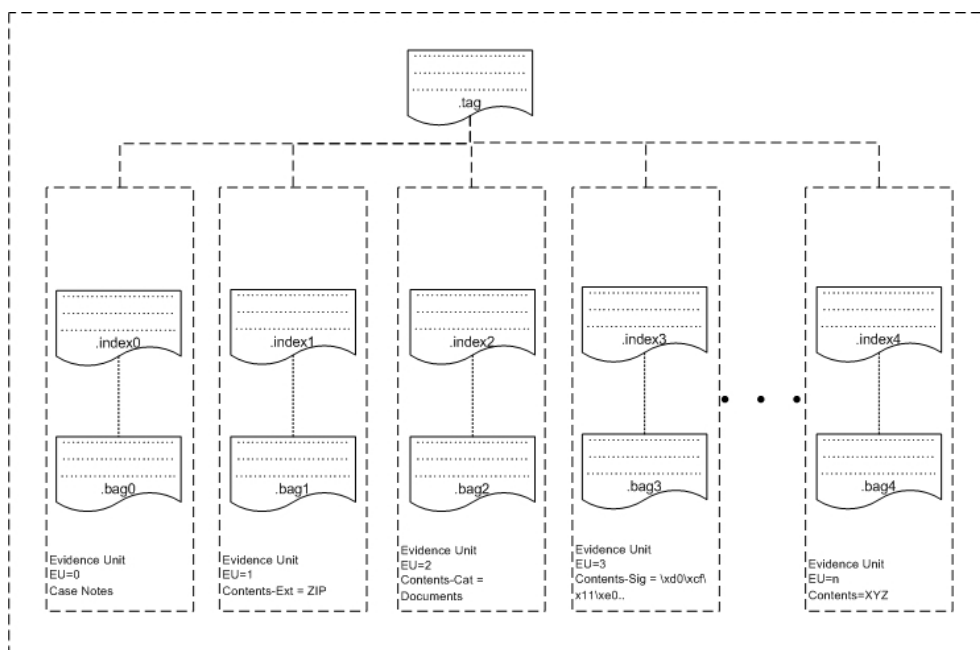 .tag
.index0
.index1
.index2
.index3
.index4
.bag0
.bag1
.bag2
.bag3
.bag4
Evidence Unit
EU=0
Case Notes
Evidence Unit
EU=1
Contents-Ext = ZIP
Evidence Unit
EU=2
Contents-Cat =
Documents
Evidence Unit
EU=3
Contents-Sig = \xd0\xcf\
x11\xe0..
Evidence Unit
EU=n
Contents=XYZ